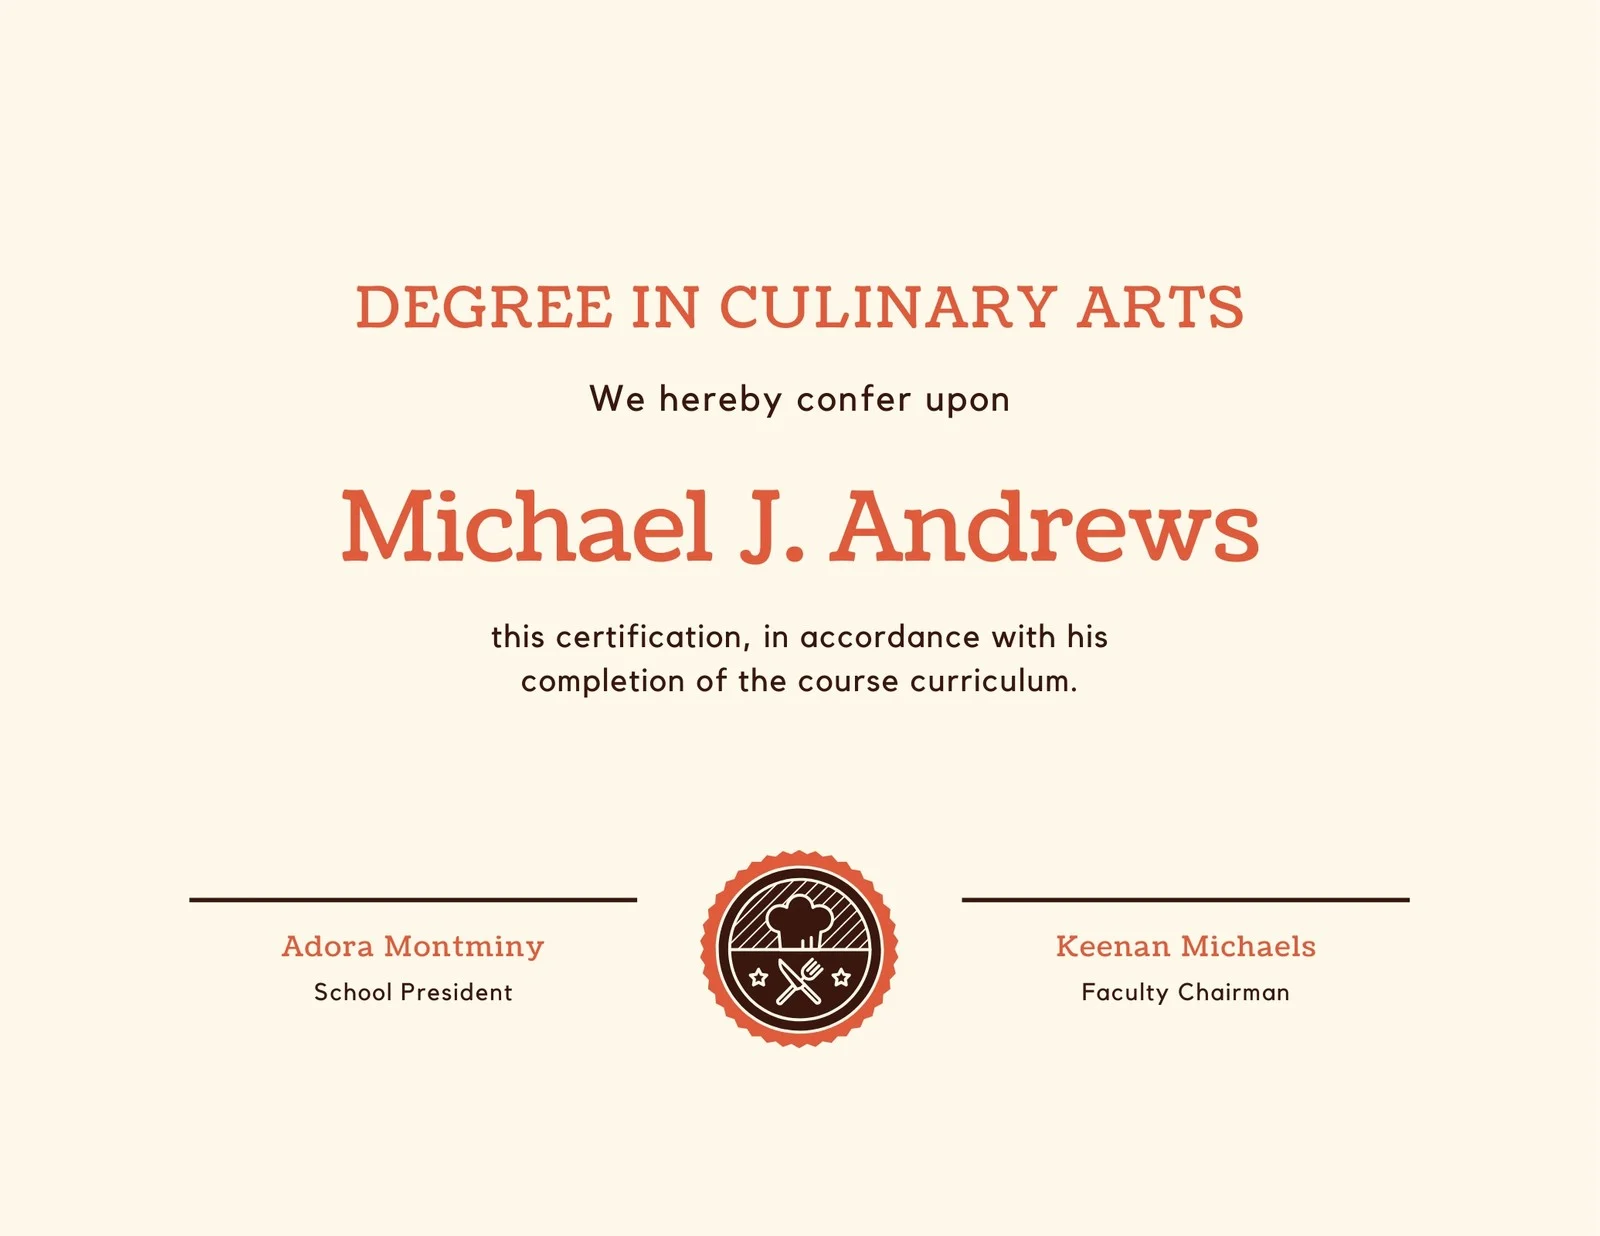 DEGREE IN CULINARY ARTS
We hereby confer upon
Michael J. Andrews
this certification, in accordance with his
completion of the course curriculum.
Adora Montminy
School President
Keenan Michaels
Faculty Chairman